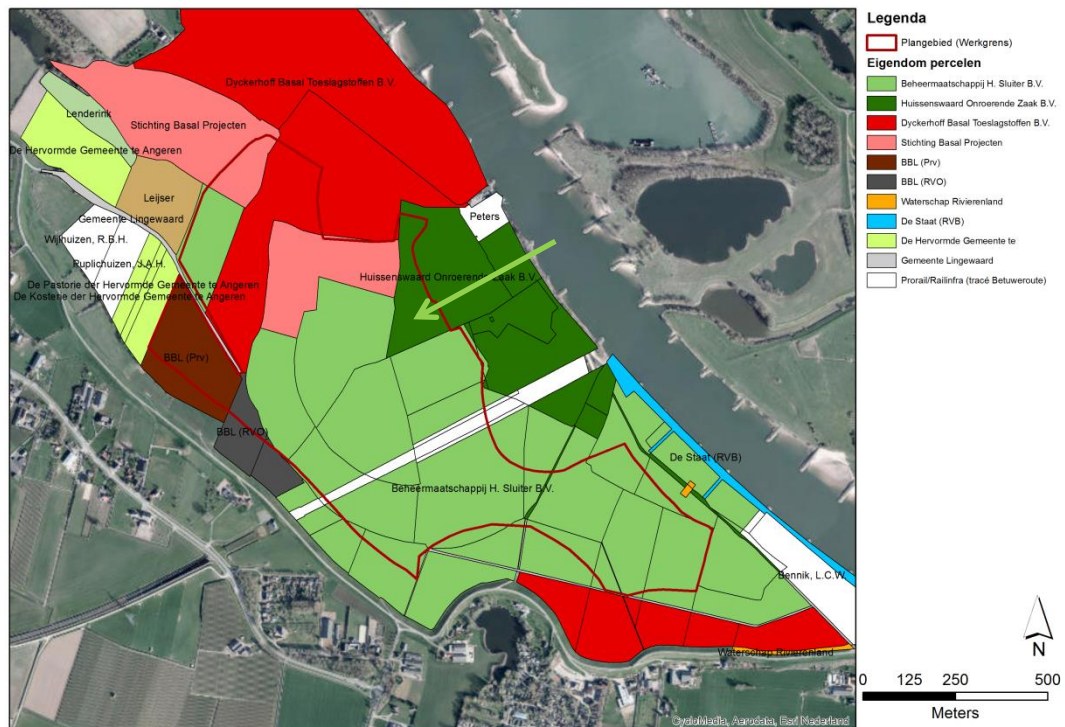 Dyckerhoff Basal Toeslagstoffen B.V.
Lenderink
Stichting Basal Projecten
De Hervormde Gemeente te Angeren
Leijser
Gemeente Lingewaard
Peters
Wijlhuizen, R.B.H.
Ruplichuizen, J.A.H.
Huissenswaard Onroerende Zaak B.V.
De Pastorie der Hervormde Gemeente te Angeren
De Kosterie der Hervormde Gemeente te Angeren
BBL (Prv)
BBL (RVO)
De Staat (RVB)
Beheermaatschappij H. Sluiter B.V.
Bennik, L.C.W.
Waterschap Rivierenland
CycloMedia, Aerodata, Esri Nederland
Legenda
Plangebied (Werkgrens)
Eigendom percelen
Beheermaatschappij H. Sluiter B.V.
Huissenswaard Onroerende Zaak B.V.
Dyckerhoff Basal Toeslagstoffen B.V.
Stichting Basal Projecten
BBL (Prv)
BBL (RVO)
Waterschap Rivierenland
De Staat (RVB)
De Hervormde Gemeente te
Gemeente Lingewaard
Prorail/Railinfra (tracé Betuweroute)
N
0 125 250 500
Meters